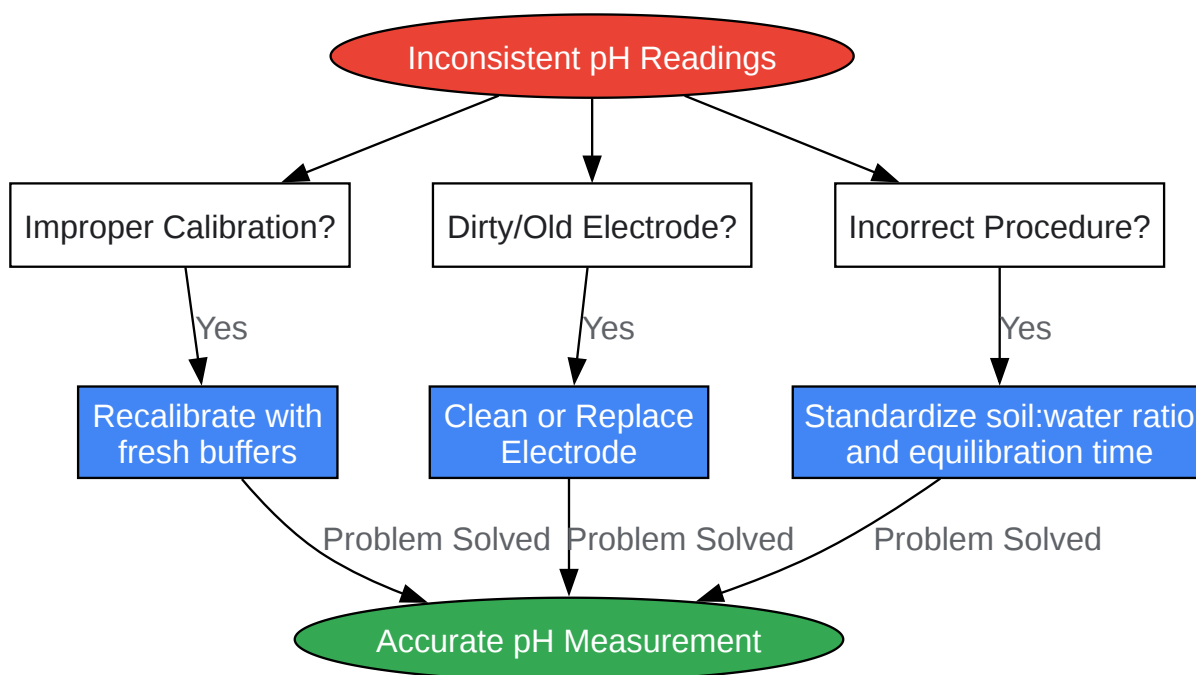 Inconsistent pH Readings
Improper Calibration?
Dirty/Old Electrode?
Incorrect Procedure?
Yes
Yes
Yes
Recalibrate with
fresh buffers
Clean or Replace
Electrode
Standardize soil:water ratio
and equilibration time
Problem Solved
Problem Solved
Problem Solved
Accurate pH Measurement